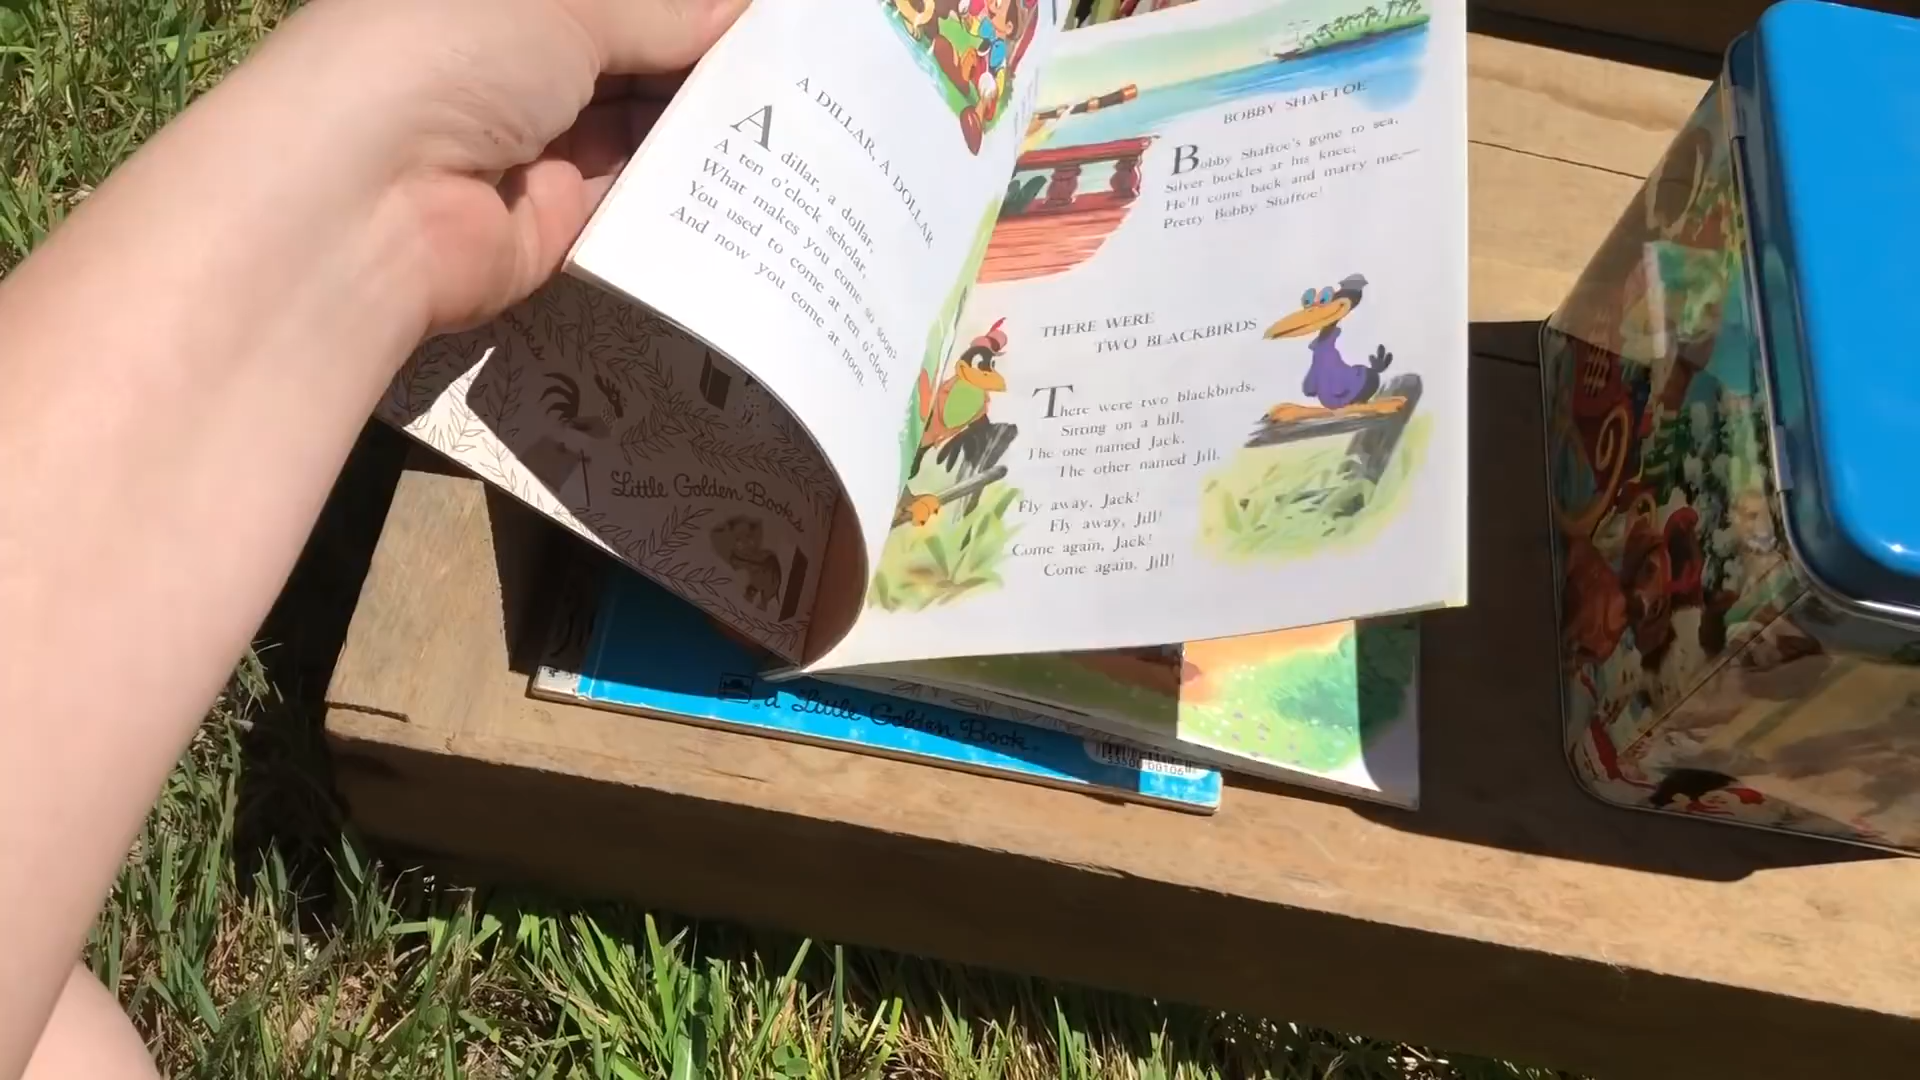 A DILLAR, A DOLLAR
A dillar, a dollar,
A ten o'clock scholar,
What makes you come so soon?
You used to come at ten o'clock,
And now you come at noon.
BOBBY SHAFTOE
Bobby Shaftoe's gone to sea,
Silver buckles at his knee;
He'll come back and marry me,—
Pretty Bobby Shaftoe!
THERE WERE
TWO BLACKBIRDS
There were two blackbirds,
Sitting on a hill,
The one named Jack,
The other named Jill.
Fly away, Jack!
Fly away, Jill!
Come again, Jack!
Come again, Jill!
Books
Little Golden Books
a Little Golden Book
33500 00106